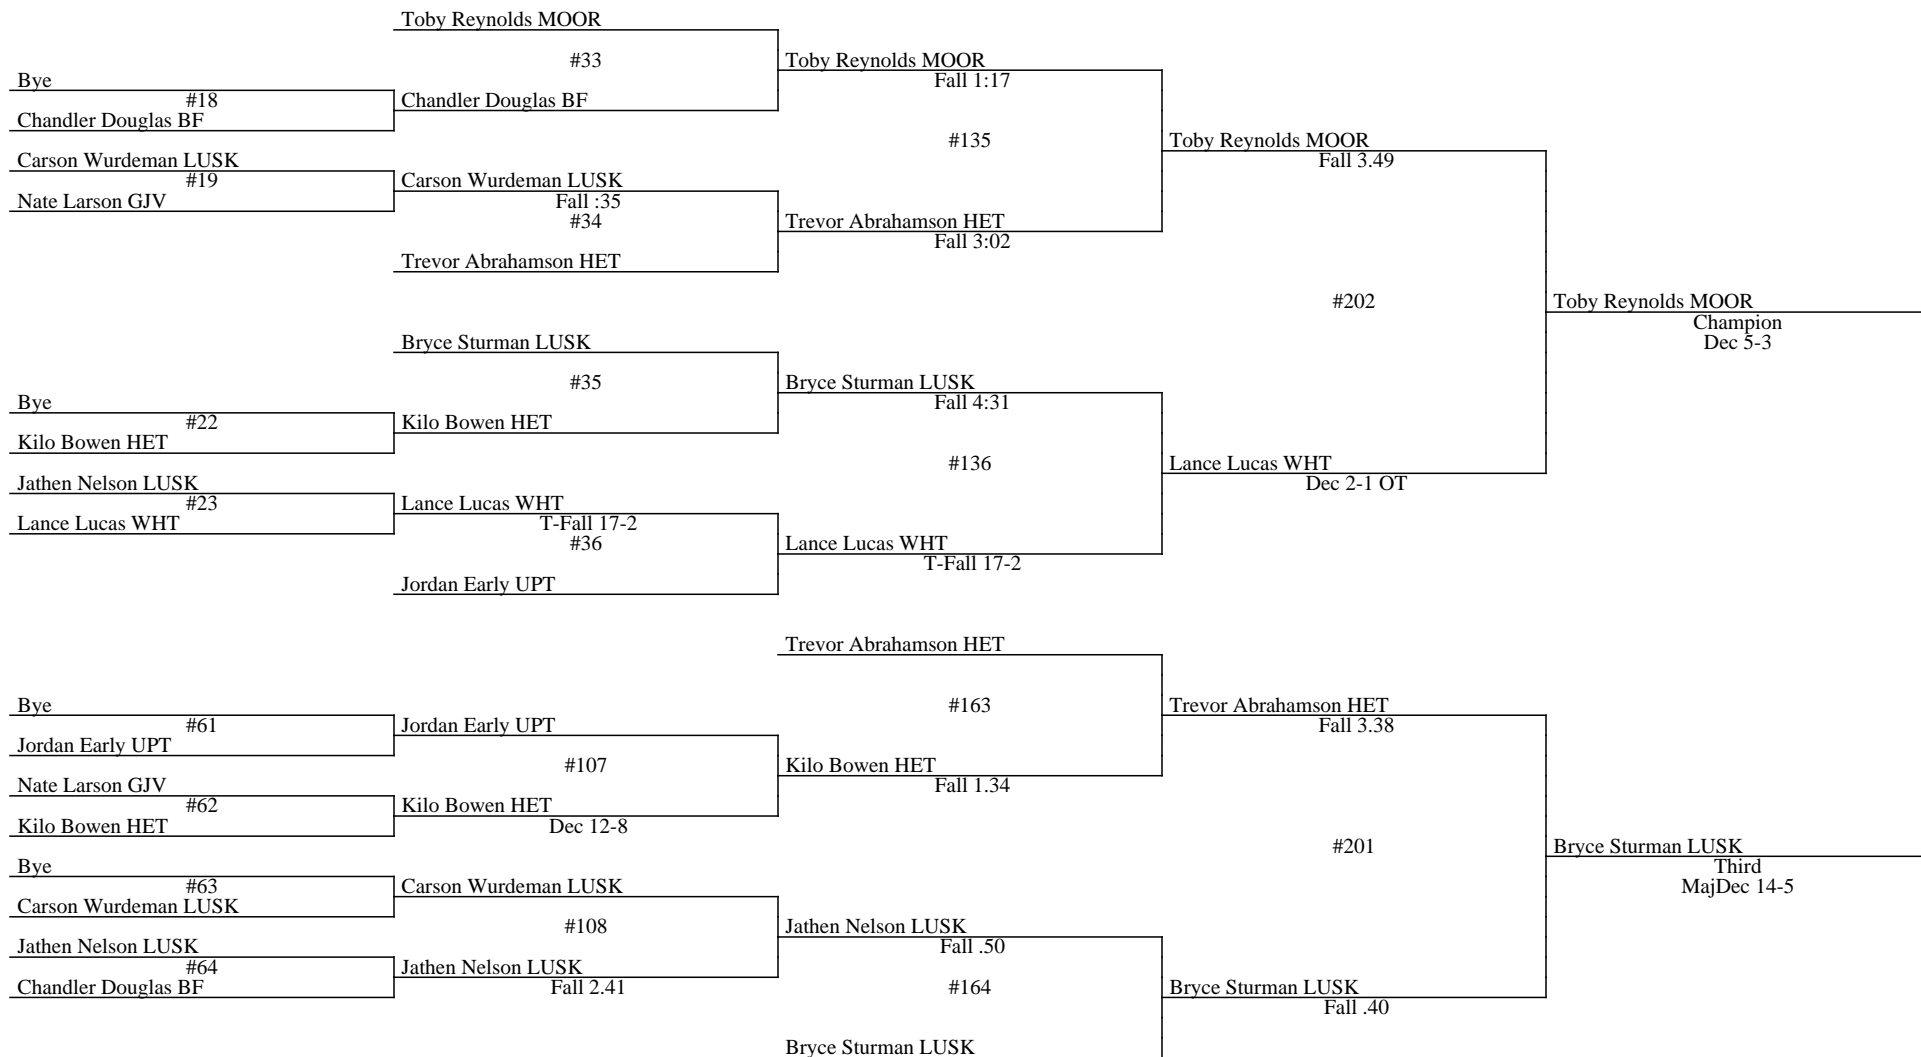 Toby Reynolds MOOR
#33
Toby Reynolds MOOR
Bye
Fall 1:17
#18
Chandler Douglas BF
Chandler Douglas BF
#135
Toby Reynolds MOOR
Carson Wurdeman LUSK
Fall 3.49
#19
Carson Wurdeman LUSK
Nate Larson GJV
Fall :35
#34
Trevor Abrahamson HET
Fall 3:02
Trevor Abrahamson HET
#202
Toby Reynolds MOOR
Champion
Bryce Sturman LUSK
Dec 5-3
#35
Bryce Sturman LUSK
Bye
Fall 4:31
#22
Kilo Bowen HET
Kilo Bowen HET
#136
Lance Lucas WHT
Jathen Nelson LUSK
Dec 2-1 OT
#23
Lance Lucas WHT
Lance Lucas WHT
T-Fall 17-2
#36
Lance Lucas WHT
T-Fall 17-2
Jordan Early UPT
Trevor Abrahamson HET
Bye
#163
Trevor Abrahamson HET
#61
Jordan Early UPT
Fall 3.38
Jordan Early UPT
#107
Kilo Bowen HET
Nate Larson GJV
Fall 1.34
#62
Kilo Bowen HET
Kilo Bowen HET
Dec 12-8
#201
Bryce Sturman LUSK
Bye
Third
#63
Carson Wurdeman LUSK
MajDec 14-5
Carson Wurdeman LUSK
#108
Jathen Nelson LUSK
Jathen Nelson LUSK
Fall .50
#64
Jathen Nelson LUSK
Chandler Douglas BF
Fall 2.41
#164
Bryce Sturman LUSK
Fall .40
Bryce Sturman LUSK